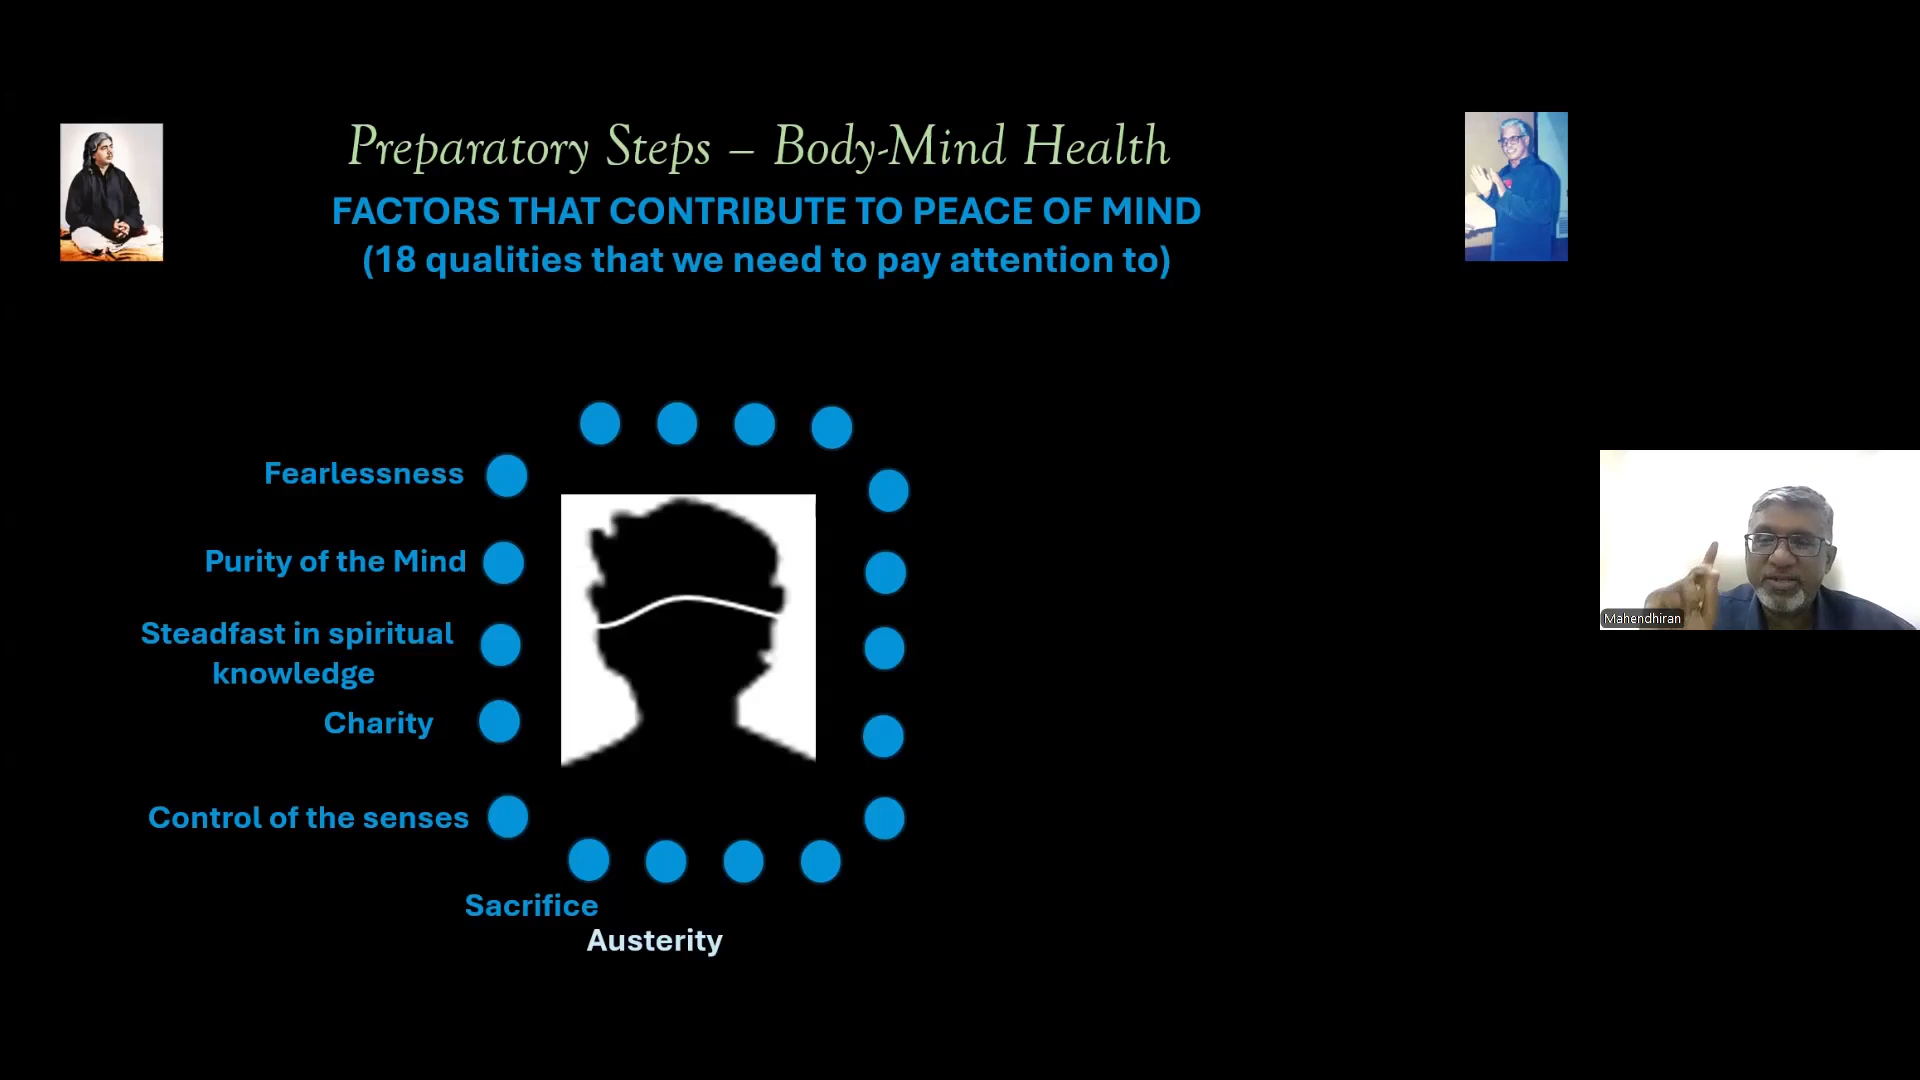 Preparatory Steps – Body-Mind Health
FACTORS THAT CONTRIBUTE TO PEACE OF MIND
(18 qualities that we need to pay attention to)
Fearlessness
Purity of the Mind
Steadfast in spiritual
knowledge
Charity
Control of the senses
Sacrifice
Austerity
Mahendhiran